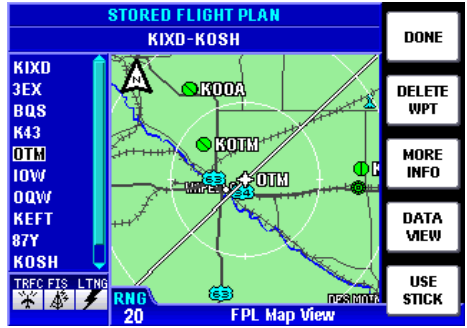 STORED FLIGHT PLAN
KIXD-KOSH
KIXD
3EX
BQS
K43
OTM
IOW
OQW
KEFT
87Y
KOSH
TRFC FIS LTNG
N
KOOA
KOTM
OTM
63
34
63
RNG
20
FPL Map View
DONE
DELETE
WPT
MORE
INFO
DATA
VIEW
USE
STICK